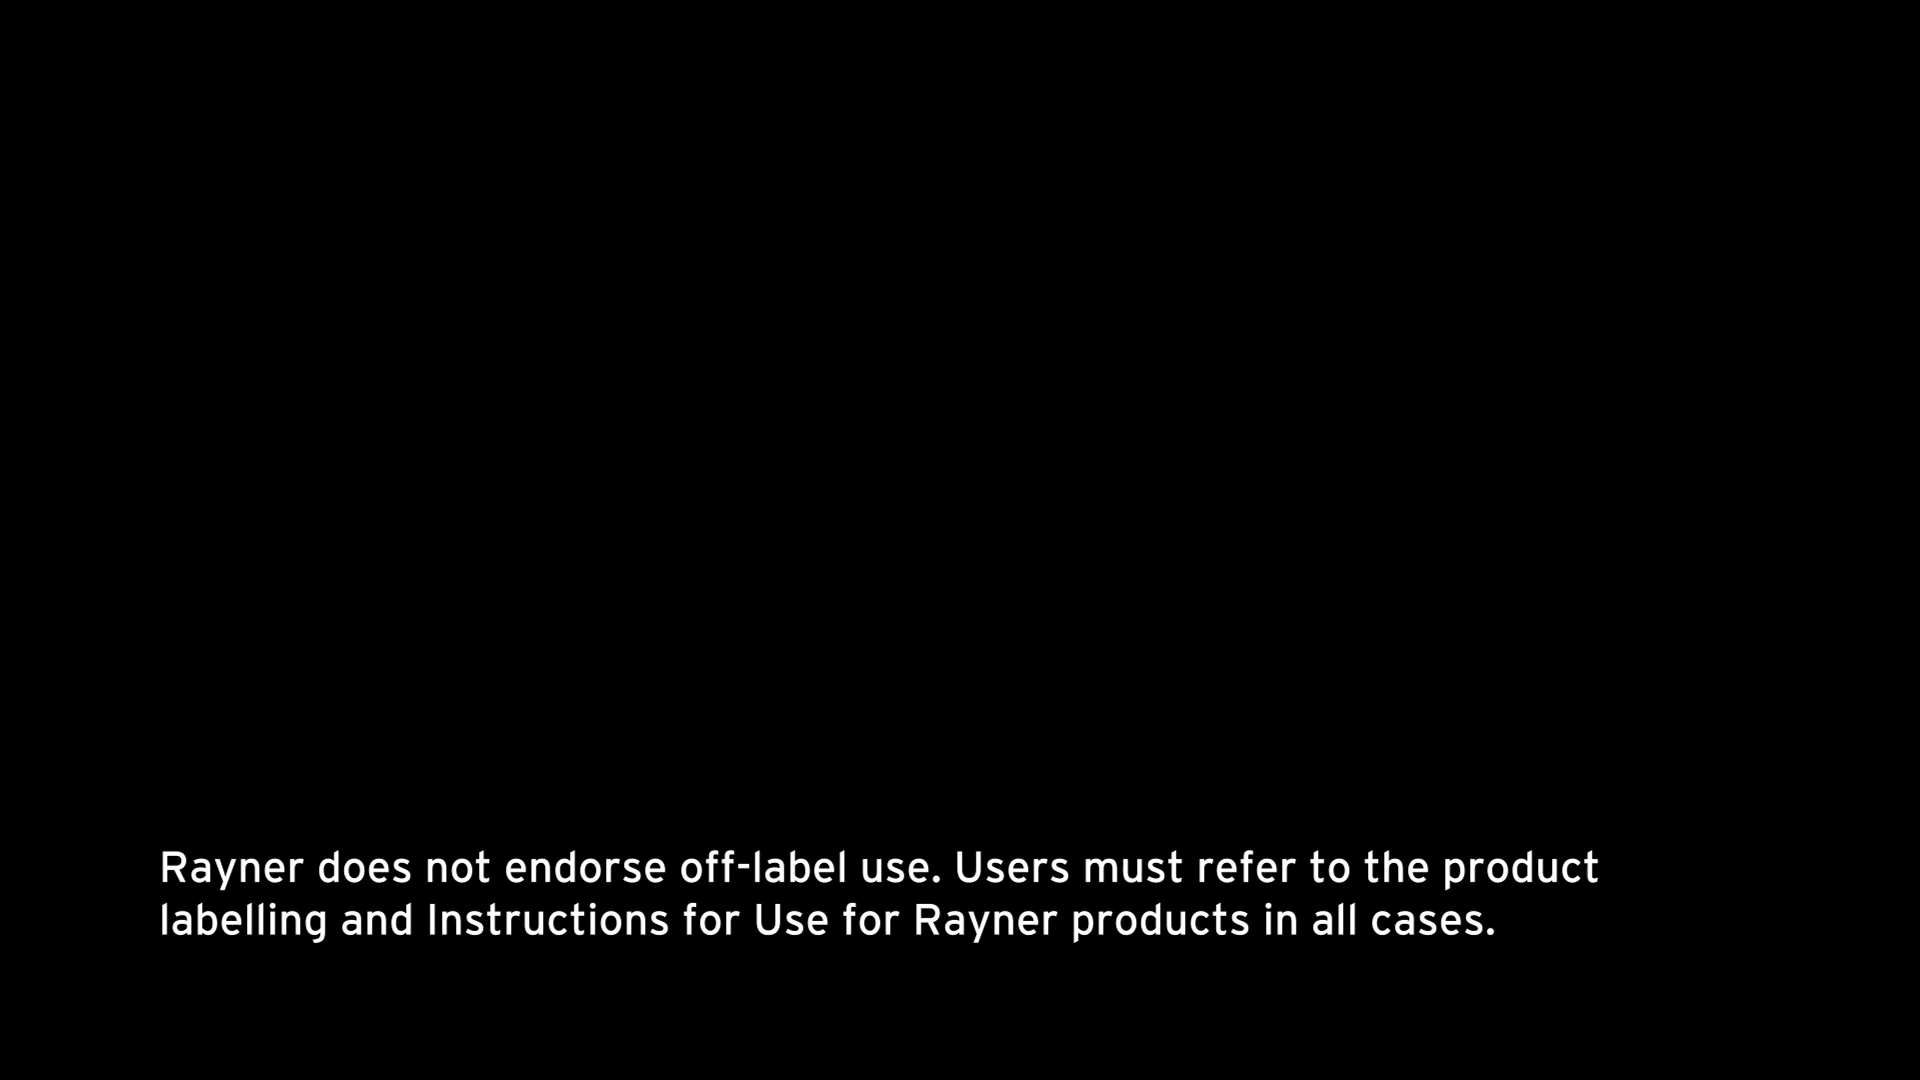 Rayner does not endorse off-label use. Users must refer to the product
labelling and Instructions for Use for Rayner products in all cases.